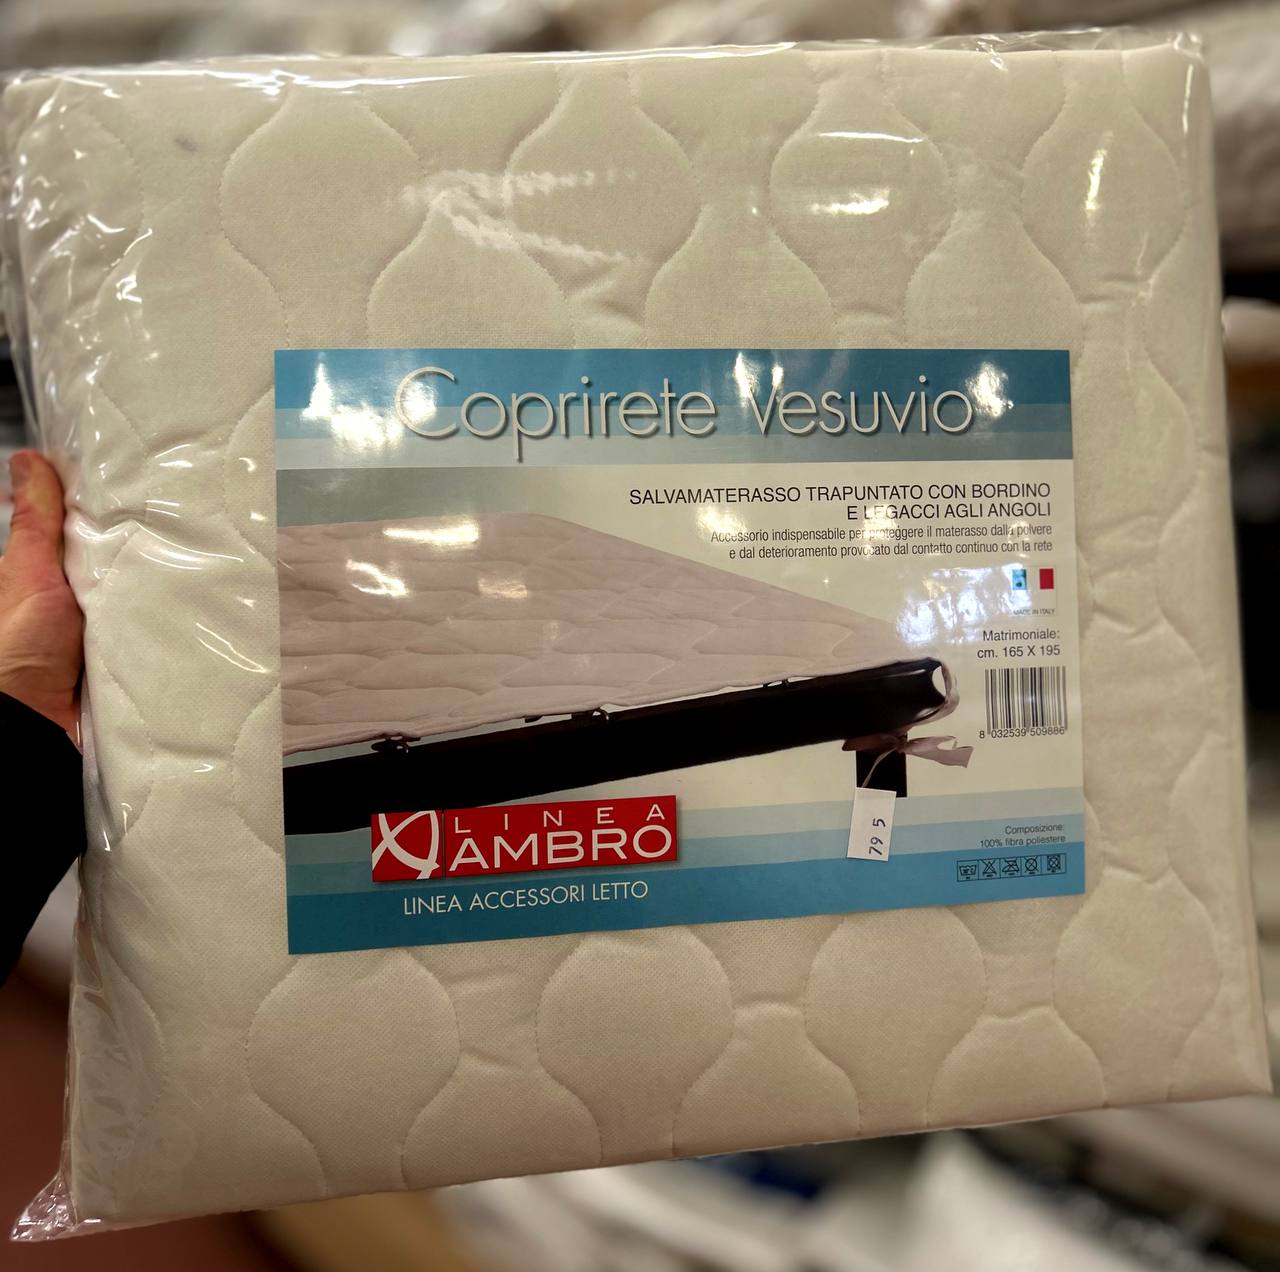 Coprirete Vesuvio
SALVAMATERASSO TRAPUNTATO CON BORDINO
E LEGACCI AGLI ANGOLI
Accessorio indispensabile per proteggere il materasso dalla polvere
e dal deterioramento provocato dal contatto continuo con la rete
MADE IN ITALY
Matrimoniale:
cm. 165 X 195
8 032539 509886
79 5
LINEA
AMBRO
LINEA ACCESSORI LETTO
Composizione:
100% fibra poliestere